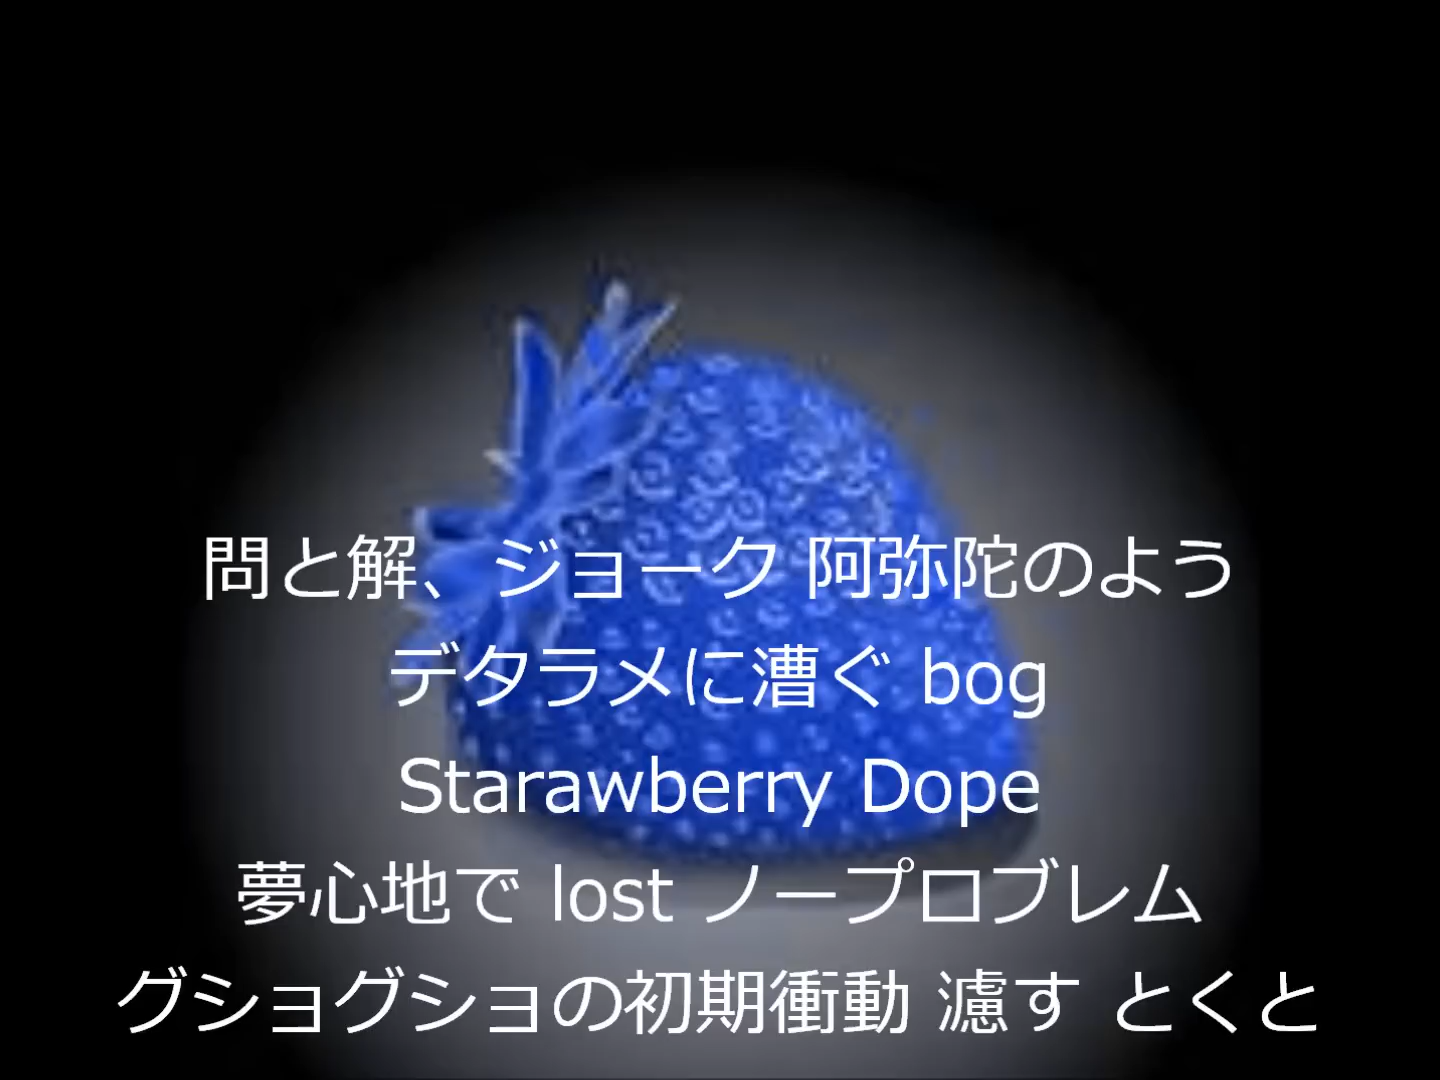 問と解、ジョーク 阿弥陀のよう
デタラメに漕ぐ bog
Starawberry Dope
夢心地で lost ノープロブレム
グショグショの初期衝動 濾す とくと